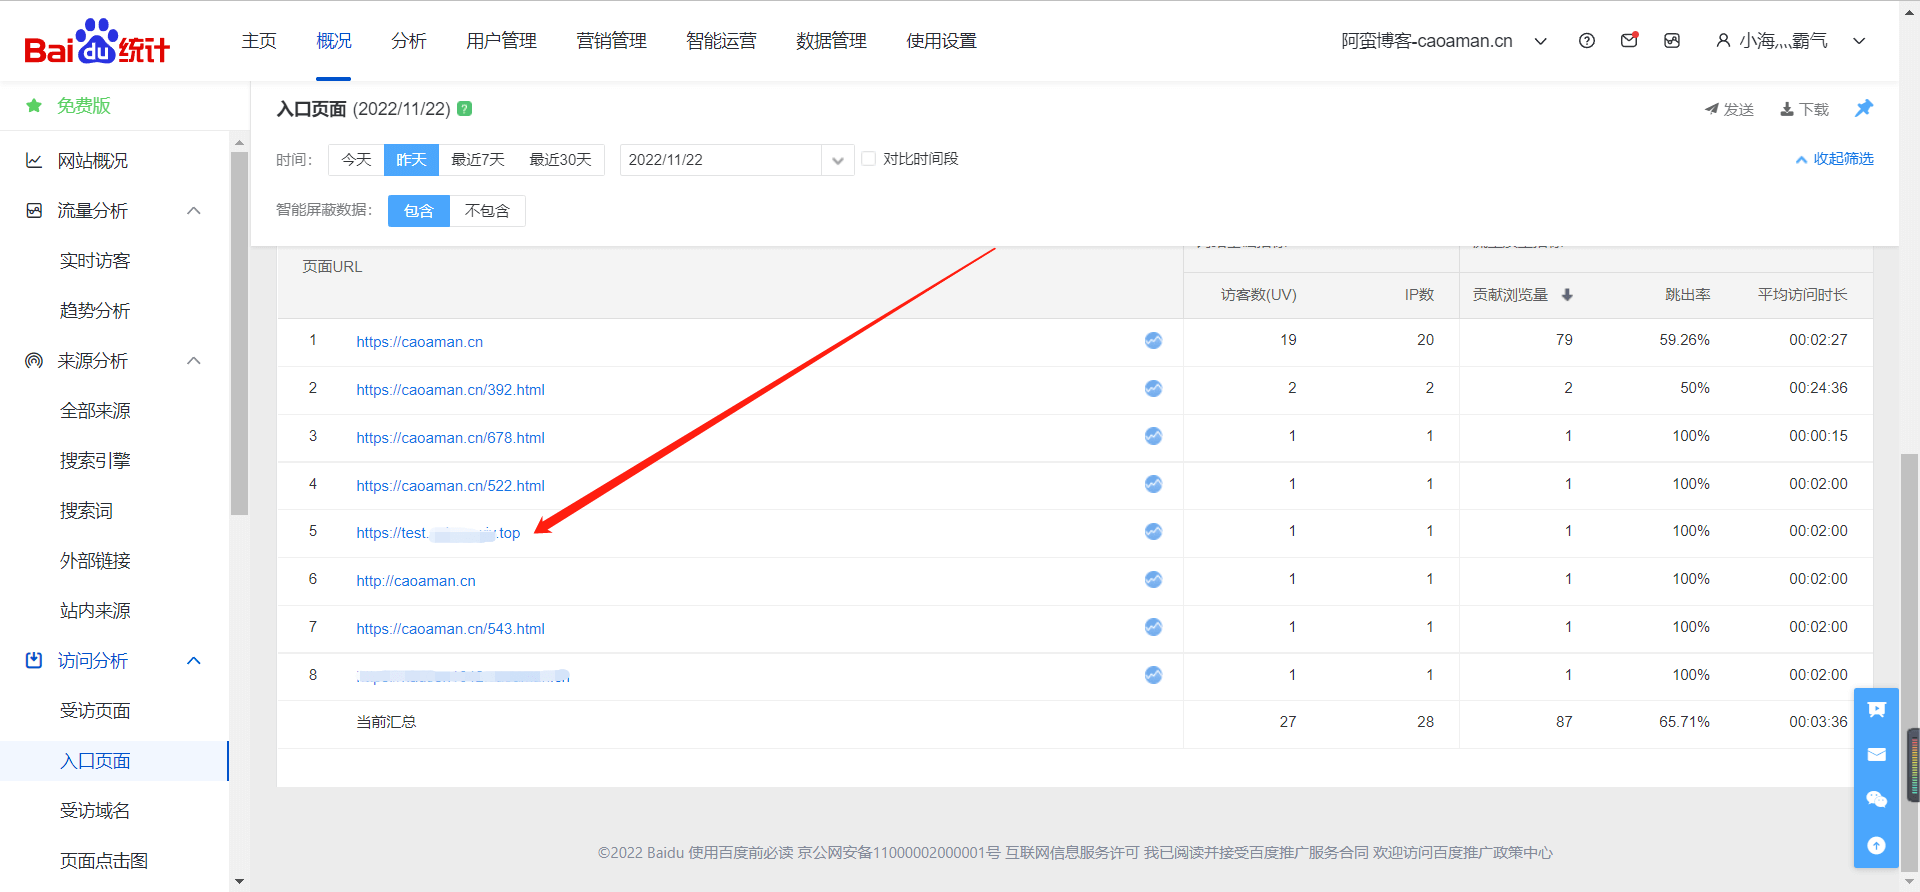 Baidu统计
主页 概况 分析 用户管理 营销管理 智能运营 数据管理 使用设置 阿蛮博客-caoaman.cn 小海灬霸气
免费版
网站概况
流量分析
实时访客
趋势分析
来源分析
全部来源
搜索引擎
搜索词
外部链接
站内来源
访问分析
受访页面
入口页面
受访域名
页面点击图
入口页面 (2022/11/22) ?
发送 下载
时间： 今天 昨天 最近7天 最近30天 2022/11/22 对比时间段 收起筛选
智能屏蔽数据： 包含 不包含
页面URL
访客数(UV) IP数 贡献浏览量 跳出率 平均访问时长
1 https://caoaman.cn 19 20 79 59.26% 00:02:27
2 https://caoaman.cn/392.html 2 2 2 50% 00:24:36
3 https://caoaman.cn/678.html 1 1 1 100% 00:00:15
4 https://caoaman.cn/522.html 1 1 1 100% 00:02:00
5 https://test. .top 1 1 1 100% 00:02:00
6 http://caoaman.cn 1 1 1 100% 00:02:00
7 https://caoaman.cn/543.html 1 1 1 100% 00:02:00
8 1 1 1 100% 00:02:00
当前汇总 27 28 87 65.71% 00:03:36
©2022 Baidu 使用百度前必读 京公网安备11000002000001号 互联网信息服务许可 我已阅读并接受百度推广服务合同 欢迎访问百度推广政策中心